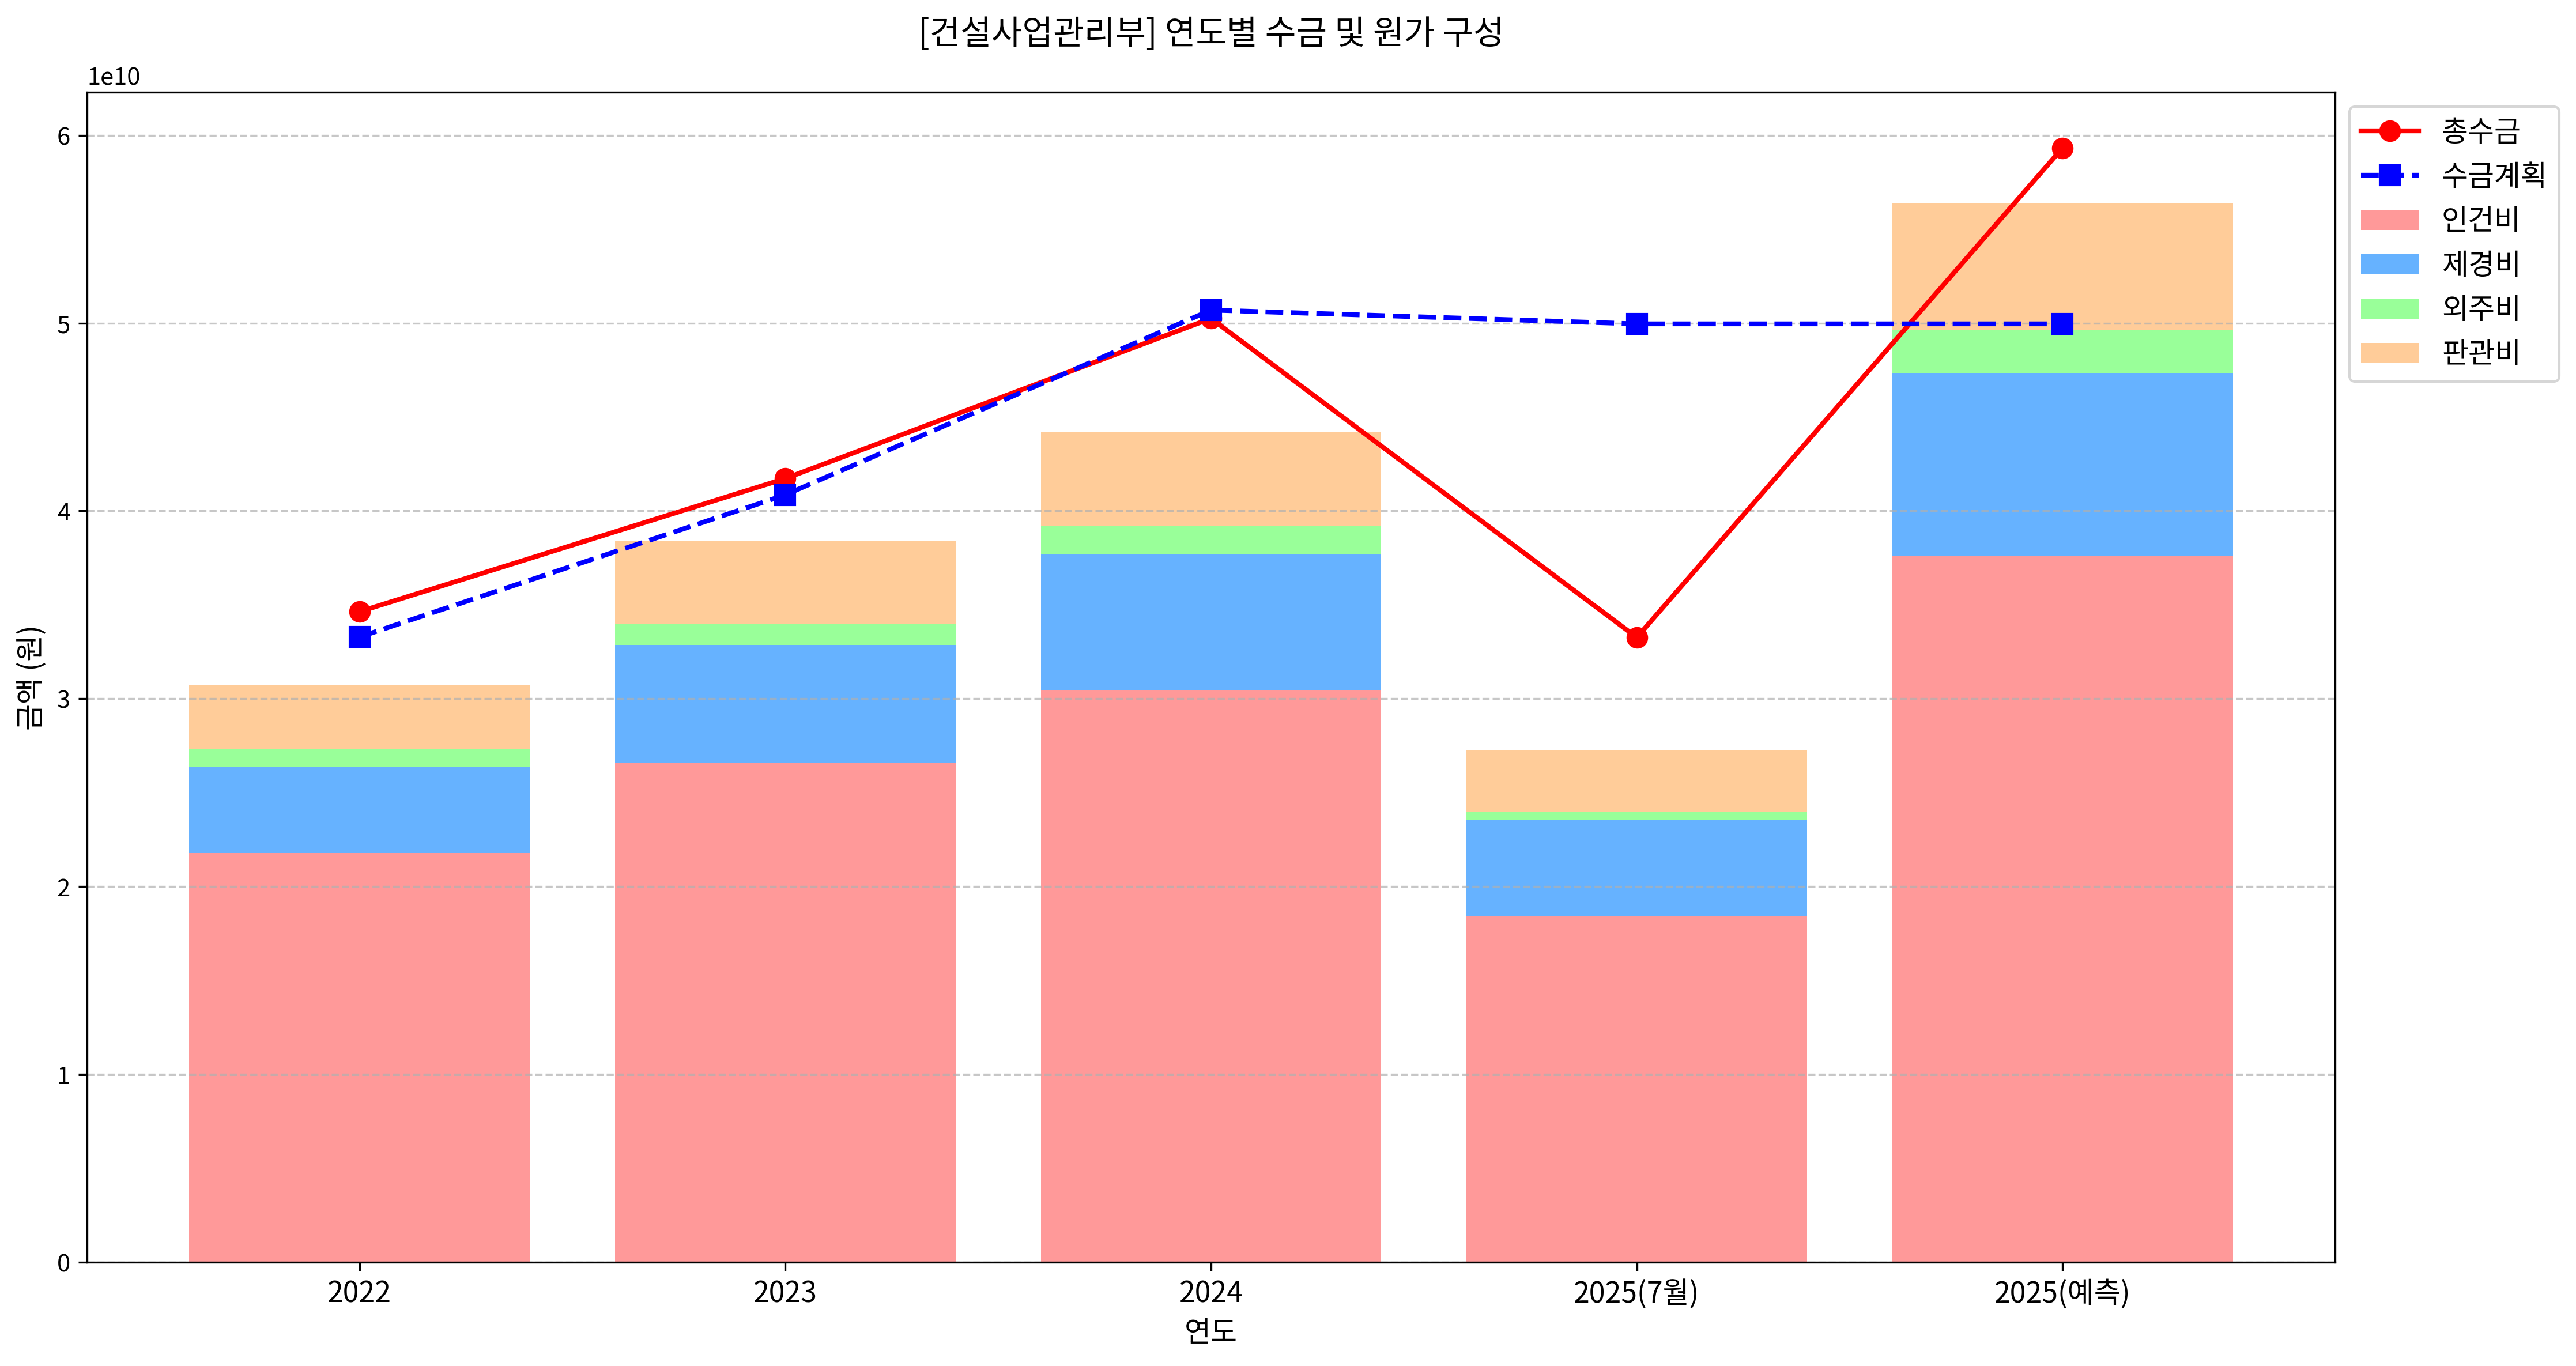 [건설사업관리부] 연도별 수금 및 원가 구성
1e10
6
5
4
3
2
1
0
금액 (원)
2022
2023
2024
2025(7월)
2025(예측)
연도
총수금
수금계획
인건비
제경비
외주비
판관비